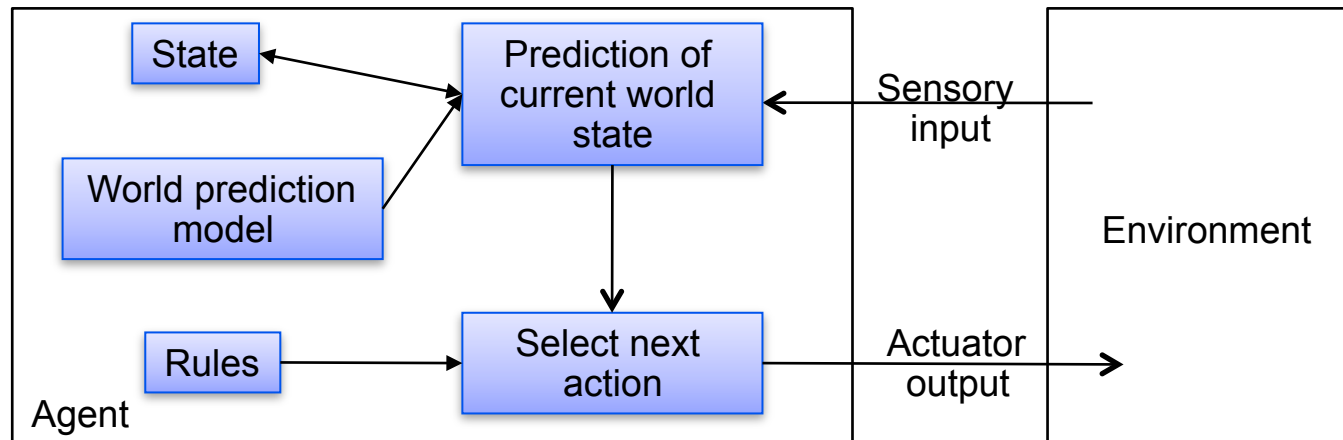 State
Prediction of
current world
state
Sensory
input
World prediction
model
Environment
Rules
Select next
action
Actuator
output
Agent